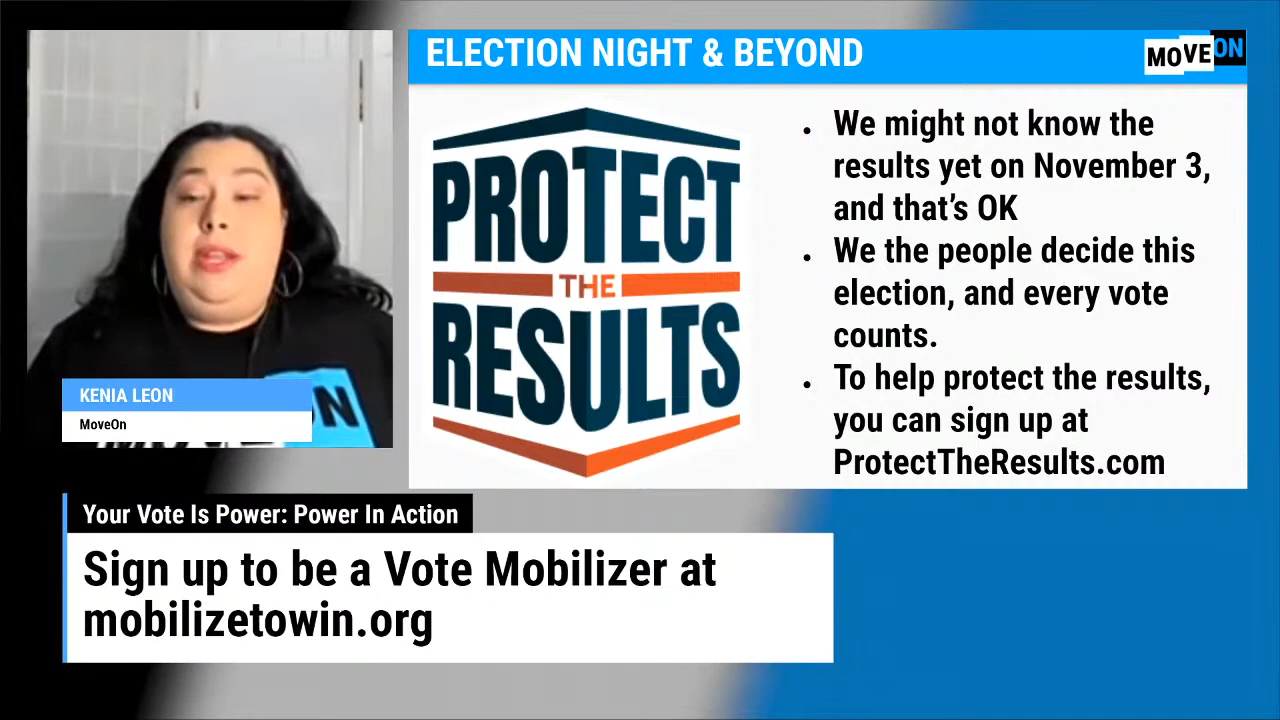 ELECTION NIGHT & BEYOND
MOVEON
PROTECT
THE
RESULTS
• We might not know the
results yet on November 3,
and that's OK
• We the people decide this
election, and every vote
counts.
• To help protect the results,
you can sign up at
ProtectTheResults.com
KENIA LEON
MoveOn
Your Vote Is Power: Power In Action
Sign up to be a Vote Mobilizer at
mobilizetowin.org